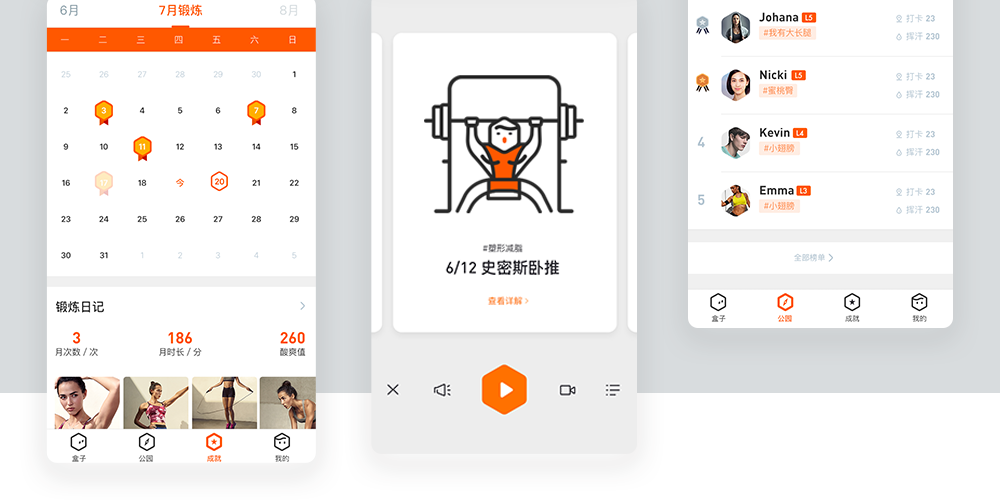 6月 7月锻炼 8月
一 二 三 四 五 六 日
25 26 27 28 29 30 1
2 3 4 5 6 7 8
9 10 11 12 13 14 15
16 17 18 今 20 21 22
23 24 25 26 27 28 29
30 31 1 2 3 4 5
锻炼日记
3 186 260
月次数 / 次 月时长 / 分 酸爽值
盒子 公园 成就 我的
#塑形减脂
6/12 史密斯卧推
查看详解
Johana L5 打卡 23
#我有大长腿 挥汗 230
Nicki L5 打卡 23
#蜜桃臀 挥汗 230
4 Kevin L4 打卡 23
#小翅膀 挥汗 230
5 Emma L3 打卡 23
#小翅膀 挥汗 230
全部榜单
盒子 公园 成就 我的